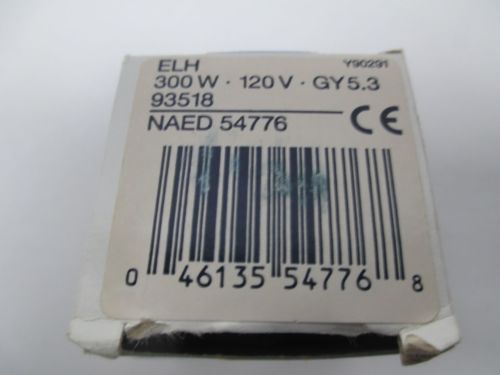 ELH Y90291
300 W · 120 V · GY5.3
93518
NAED 54776 CE
0 46135 54776 8